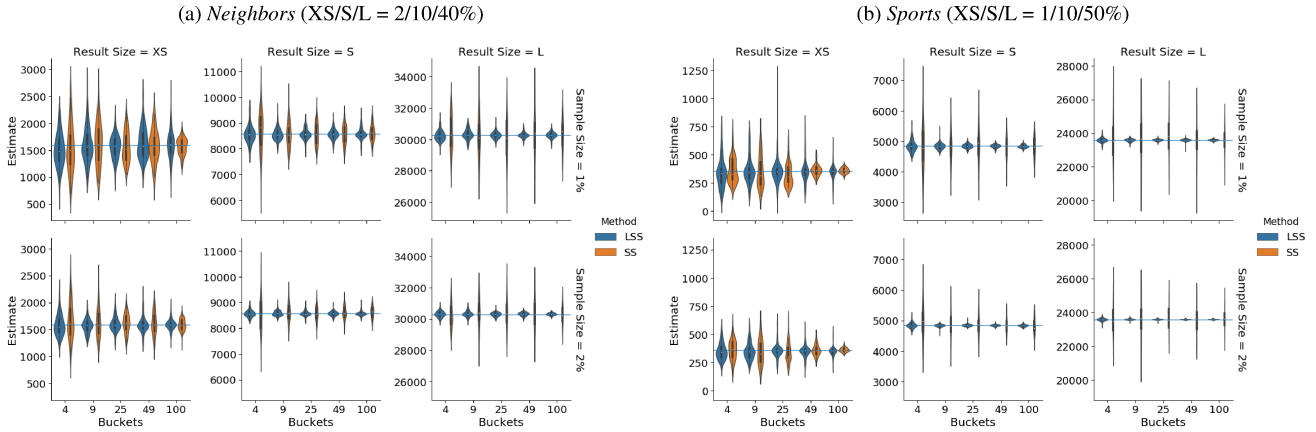 (a) Neighbors (XS/S/L = 2/10/40%)
Result Size = XS
Result Size = S
Result Size = L
Estimate
3000
2500
2000
1500
1000
500
11000
10000
9000
8000
7000
6000
34000
32000
30000
28000
26000
Sample Size = 1%
Estimate
3000
2500
2000
1500
1000
500
4 9 25 49 100
Buckets
11000
10000
9000
8000
7000
6000
4 9 25 49 100
Buckets
34000
32000
30000
28000
26000
4 9 25 49 100
Buckets
Sample Size = 2%
Method
LSS
SS
(b) Sports (XS/S/L = 1/10/50%)
Result Size = XS
Result Size = S
Result Size = L
Estimate
1250
1000
750
500
250
0
7000
6000
5000
4000
3000
28000
26000
24000
22000
20000
Sample Size = 1%
Estimate
1250
1000
750
500
250
0
4 9 25 49 100
Buckets
7000
6000
5000
4000
3000
4 9 25 49 100
Buckets
28000
26000
24000
22000
20000
4 9 25 49 100
Buckets
Sample Size = 2%
Method
LSS
SS